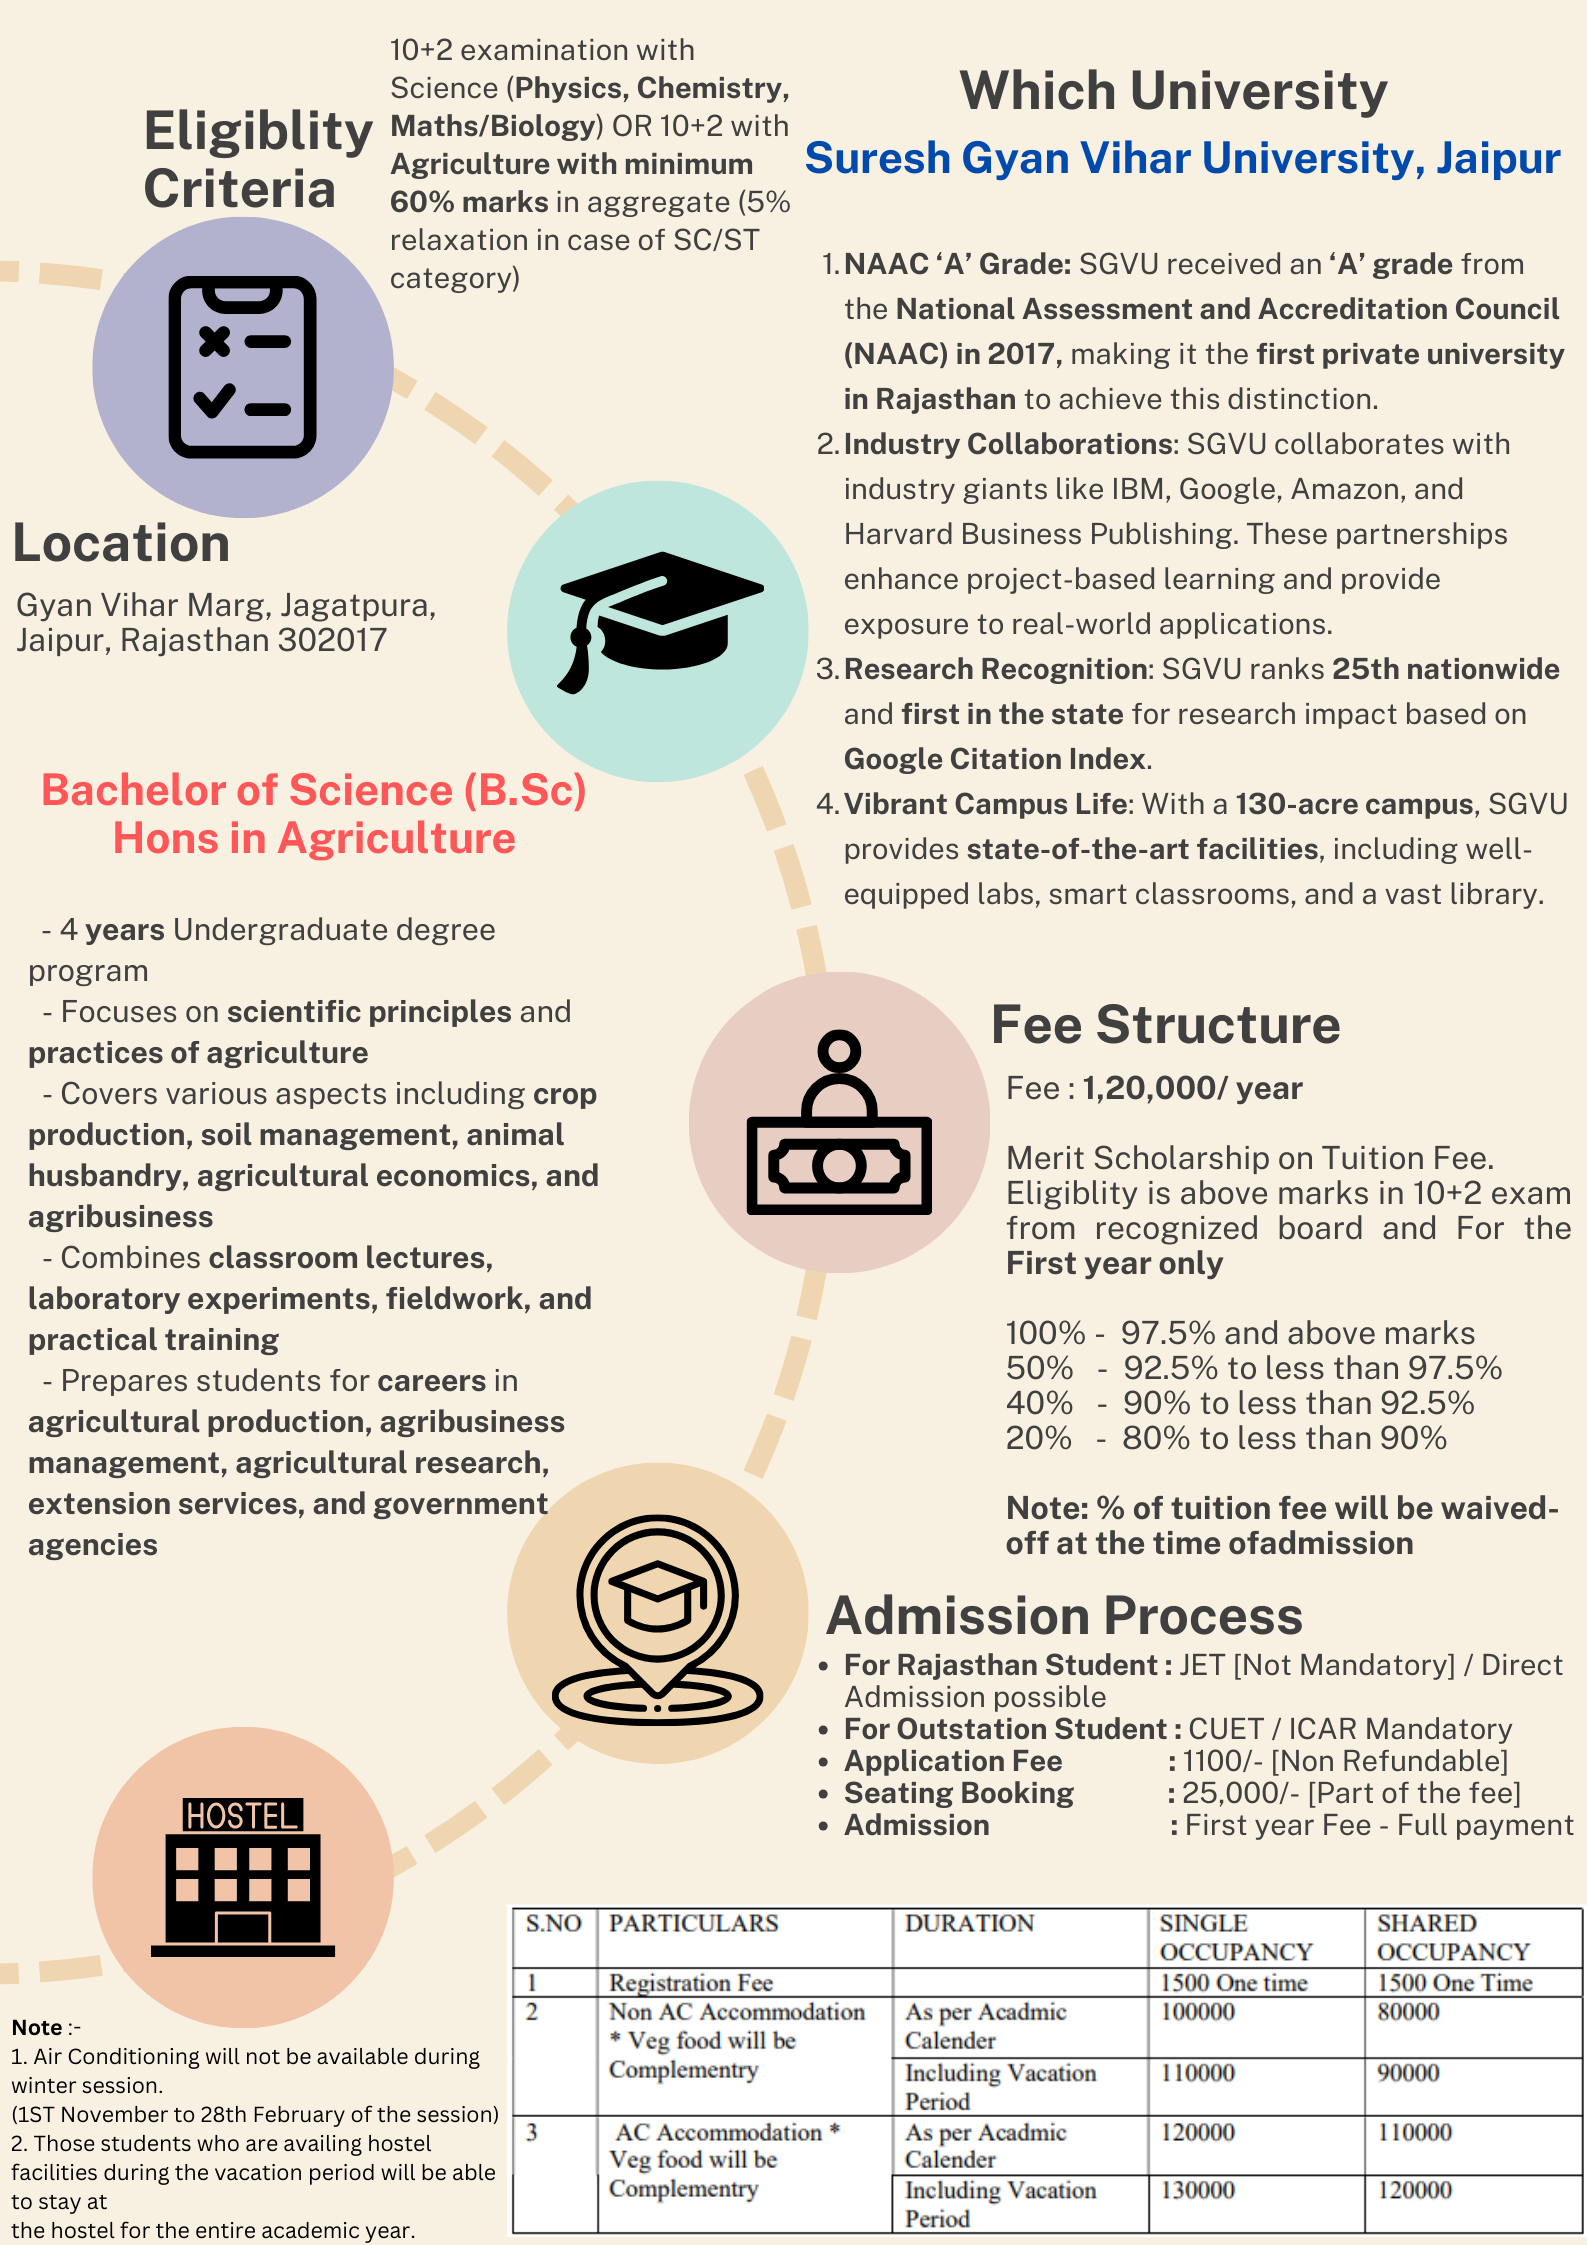 Eligiblity
Criteria
10+2 examination with
Science (Physics, Chemistry,
Maths/Biology) OR 10+2 with
Agriculture with minimum
60% marks in aggregate (5%
relaxation in case of SC/ST
category)
Which University
Suresh Gyan Vihar University, Jaipur
1. NAAC ‘A’ Grade: SGVU received an ‘A’ grade from
the National Assessment and Accreditation Council
(NAAC) in 2017, making it the first private university
in Rajasthan to achieve this distinction.
2. Industry Collaborations: SGVU collaborates with
industry giants like IBM, Google, Amazon, and
Harvard Business Publishing. These partnerships
enhance project-based learning and provide
exposure to real-world applications.
3. Research Recognition: SGVU ranks 25th nationwide
and first in the state for research impact based on
Google Citation Index.
4. Vibrant Campus Life: With a 130-acre campus, SGVU
provides state-of-the-art facilities, including well-
equipped labs, smart classrooms, and a vast library.
Location
Gyan Vihar Marg, Jagatpura,
Jaipur, Rajasthan 302017
Bachelor of Science (B.Sc)
Hons in Agriculture
- 4 years Undergraduate degree
program
- Focuses on scientific principles and
practices of agriculture
- Covers various aspects including crop
production, soil management, animal
husbandry, agricultural economics, and
agribusiness
- Combines classroom lectures,
laboratory experiments, fieldwork, and
practical training
- Prepares students for careers in
agricultural production, agribusiness
management, agricultural research,
extension services, and government
agencies
Fee Structure
Fee : 1,20,000/ year
Merit Scholarship on Tuition Fee.
Eligiblity is above marks in 10+2 exam
from recognized board and For the
First year only
100% - 97.5% and above marks
50% - 92.5% to less than 97.5%
40% - 90% to less than 92.5%
20% - 80% to less than 90%
Note: % of tuition fee will be waived-
off at the time ofadmission
Admission Process
• For Rajasthan Student : JET [Not Mandatory] / Direct
Admission possible
• For Outstation Student : CUET / ICAR Mandatory
• Application Fee : 1100/- [Non Refundable]
• Seating Booking : 25,000/- [Part of the fee]
• Admission : First year Fee - Full payment
HOSTEL
Note :-
1. Air Conditioning will not be available during
winter session.
(1ST November to 28th February of the session)
2. Those students who are availing hostel
facilities during the vacation period will be able
to stay at
the hostel for the entire academic year.
S.NO PARTICULARS DURATION SINGLE OCCUPANCY SHARED OCCUPANCY
1 Registration Fee 1500 One time 1500 One Time
2 Non AC Accommodation * Veg food will be Complementry As per Acadmic Calender 100000 80000
Including Vacation Period 110000 90000
3 AC Accommodation * Veg food will be Complementry As per Acadmic Calender 120000 110000
Including Vacation Period 130000 120000